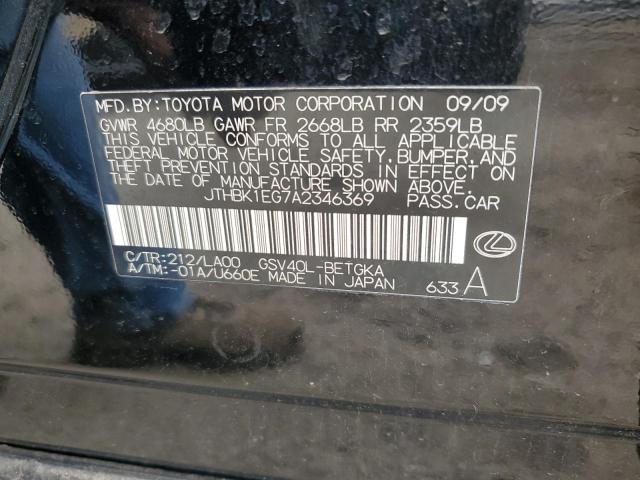 MFD. BY: TOYOTA MOTOR CORPORATION 09/09
GVWR 4680LB GAWR FR 2668LB RR 2359LB
THIS VEHICLE CONFORMS TO ALL APPLICABLE
FEDERAL MOTOR VEHICLE SAFETY, BUMPER, AND
THEFT PREVENTION STANDARDS IN EFFECT ON
THE DATE OF MANUFACTURE SHOWN ABOVE.
JTHBK1EG7A2346369 PASS. CAR
C/TR: 212/LA00 GSV40L-BETGKA
A/TM: -01A/U660E MADE IN JAPAN 633 A